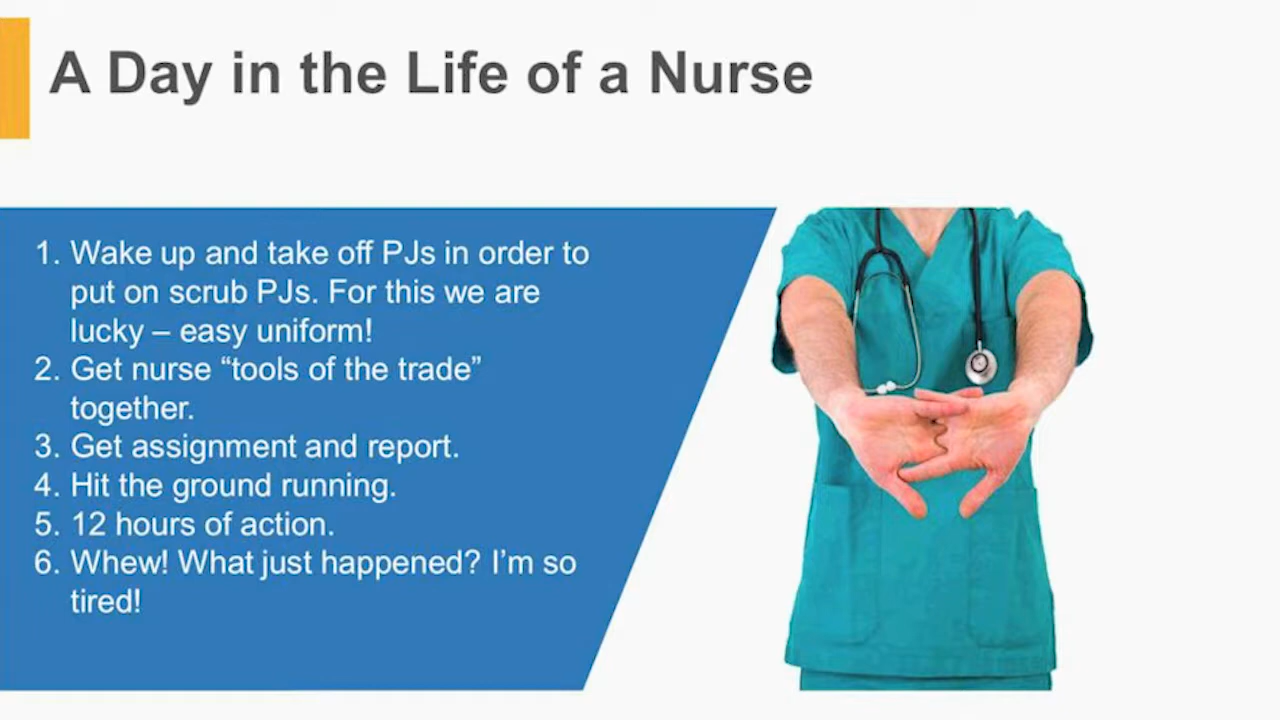 A Day in the Life of a Nurse
1. Wake up and take off PJs in order to
put on scrub PJs. For this we are
lucky – easy uniform!
2. Get nurse “tools of the trade”
together.
3. Get assignment and report.
4. Hit the ground running.
5. 12 hours of action.
6. Whew! What just happened? I’m so
tired!